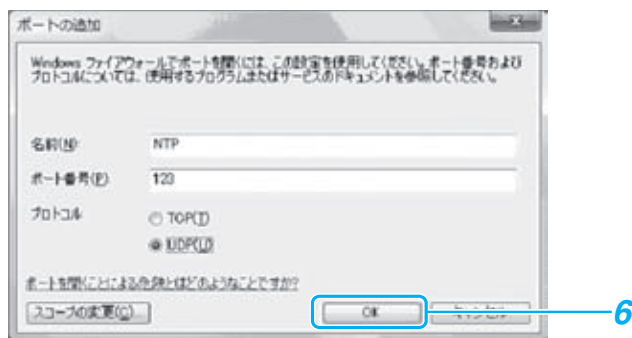 ポートの追加
Windows ファイアウォールでポートを開くには、この設定を使用してください。ポート番号および
プロトコルについては、使用するプログラムまたはサービスのドキュメントを参照してください。
名前(N):
NTP
ポート番号(P):
123
プロトコル
TCP(T)
UDP(U)
ポートを開くことによる危険とはどのようなことですか?
スコープの変更(C)...
OK
キャンセル
6